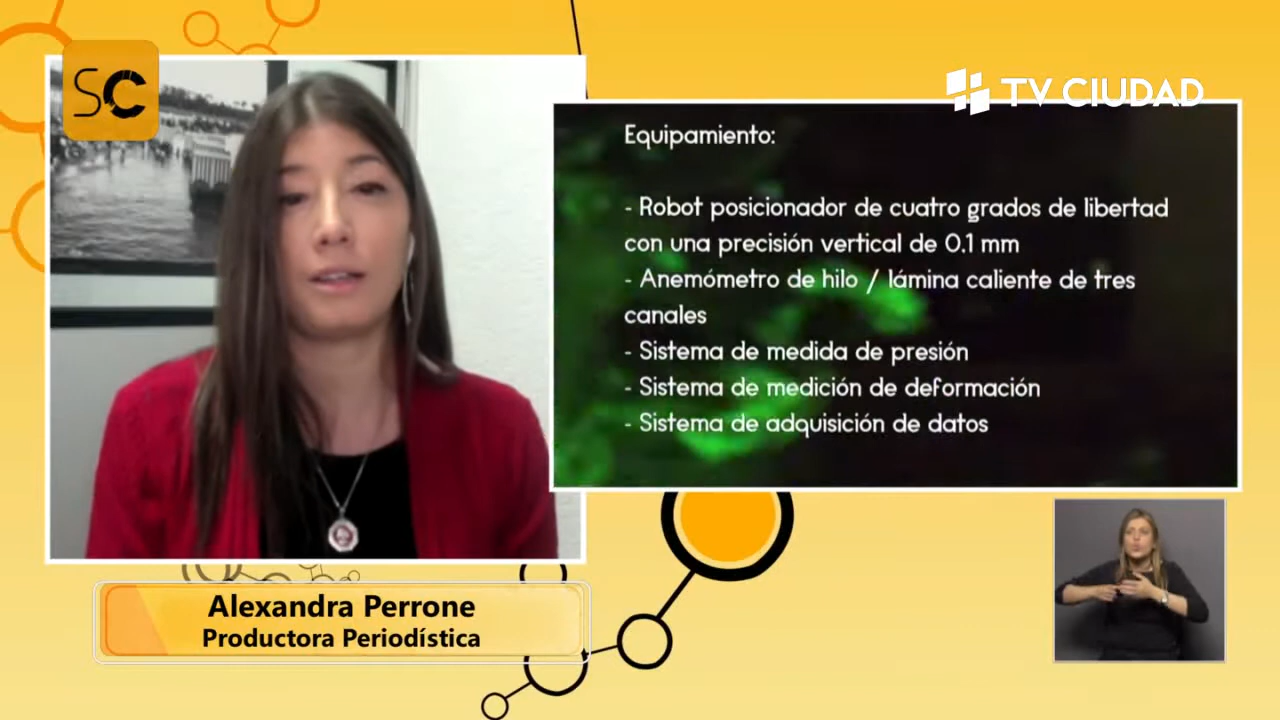 SC
TV CIUDAD
Equipamiento:
- Robot posicionador de cuatro grados de libertad
con una precisión vertical de 0.1 mm
- Anemómetro de hilo / lámina caliente de tres
canales
- Sistema de medida de presión
- Sistema de medición de deformación
- Sistema de adquisición de datos
Alexandra Perrone
Productora Periodística